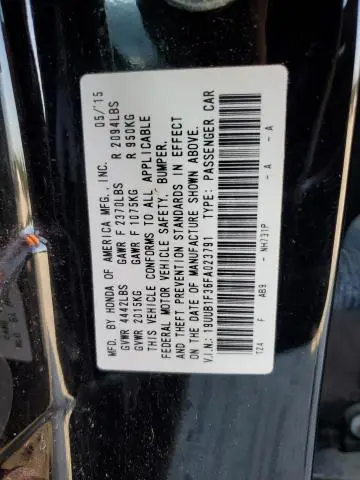 MFD. BY HONDA OF AMERICA MFG., INC. 05/15
GVWR 4442LBS GAWR F 2370LBS R 2094LBS
GVWR 2015KG GAWR F 1075KG R 950KG
THIS VEHICLE CONFORMS TO ALL APPLICABLE
FEDERAL MOTOR VEHICLE SAFETY, BUMPER,
AND THEFT PREVENTION STANDARDS IN EFFECT
ON THE DATE OF MANUFACTURE SHOWN ABOVE.
V.I.N.: 19UUB1F36FA023791 TYPE: PASSENGER CAR
TZ4 F AB9 - NH731P - A - A